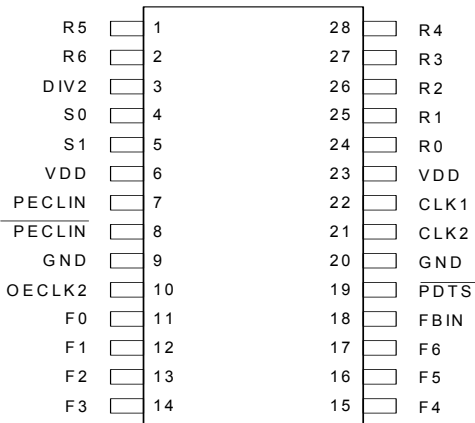 R5 1 28 R4
R6 2 27 R3
DIV2 3 26 R2
S0 4 25 R1
S1 5 24 R0
VDD 6 23 VDD
PECLIN 7 22 CLK1
PECLIN 8 21 CLK2
GND 9 20 GND
OECLK2 10 19 PDTS
F0 11 18 FBIN
F1 12 17 F6
F2 13 16 F5
F3 14 15 F4